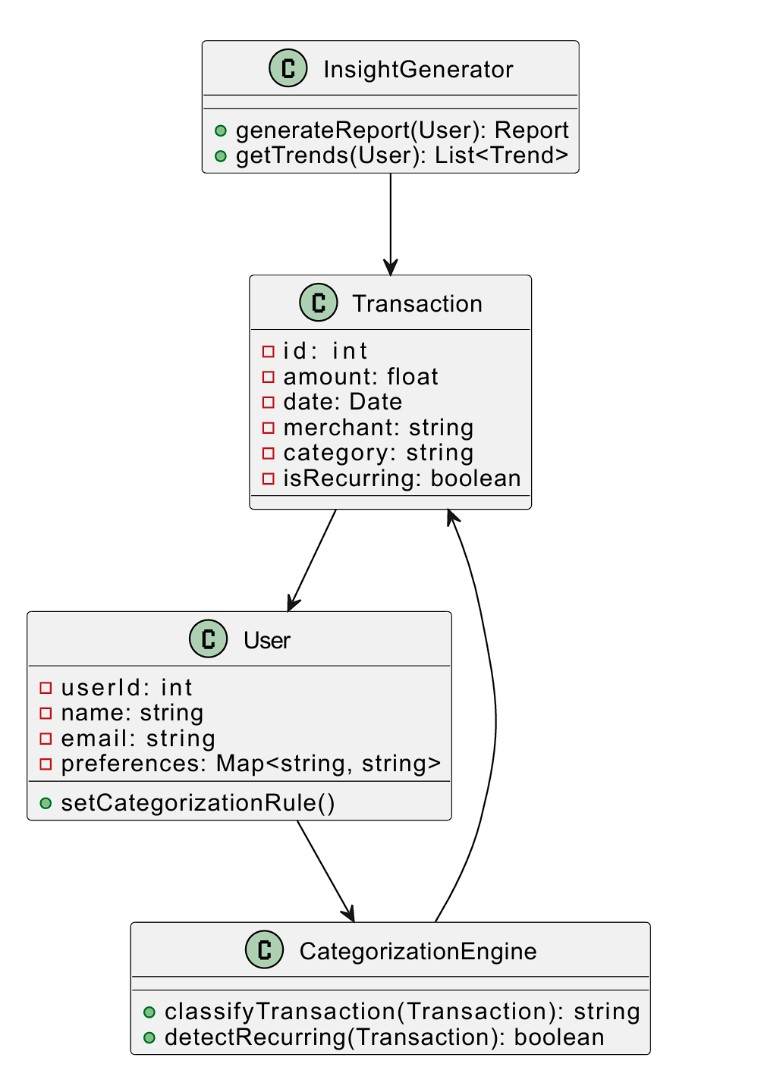 C InsightGenerator
generateReport(User): Report
getTrends(User): List<Trend>
C Transaction
id: int
amount: float
date: Date
merchant: string
category: string
isRecurring: boolean
C User
userId: int
name: string
email: string
preferences: Map<string, string>
setCategorizationRule()
C CategorizationEngine
classifyTransaction(Transaction): string
detectRecurring(Transaction): boolean